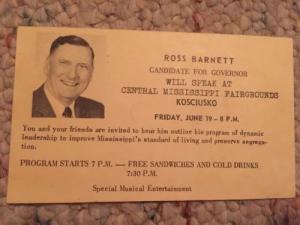 ROSS BARNETT
CANDIDATE FOR GOVERNOR
WILL SPEAK AT
CENTRAL MISSISSIPPI FAIRGROUNDS
KOSCIUSKO
FRIDAY, JUNE 19 – 8 P.M.
You and your friends are invited to hear him outline his program of dynamic
leadership to improve Mississippi's standard of living and preserve segrega-
tion.
PROGRAM STARTS 7 P.M. — FREE SANDWICHES AND COLD DRINKS
7:30 P.M.
Special Musical Entertainment